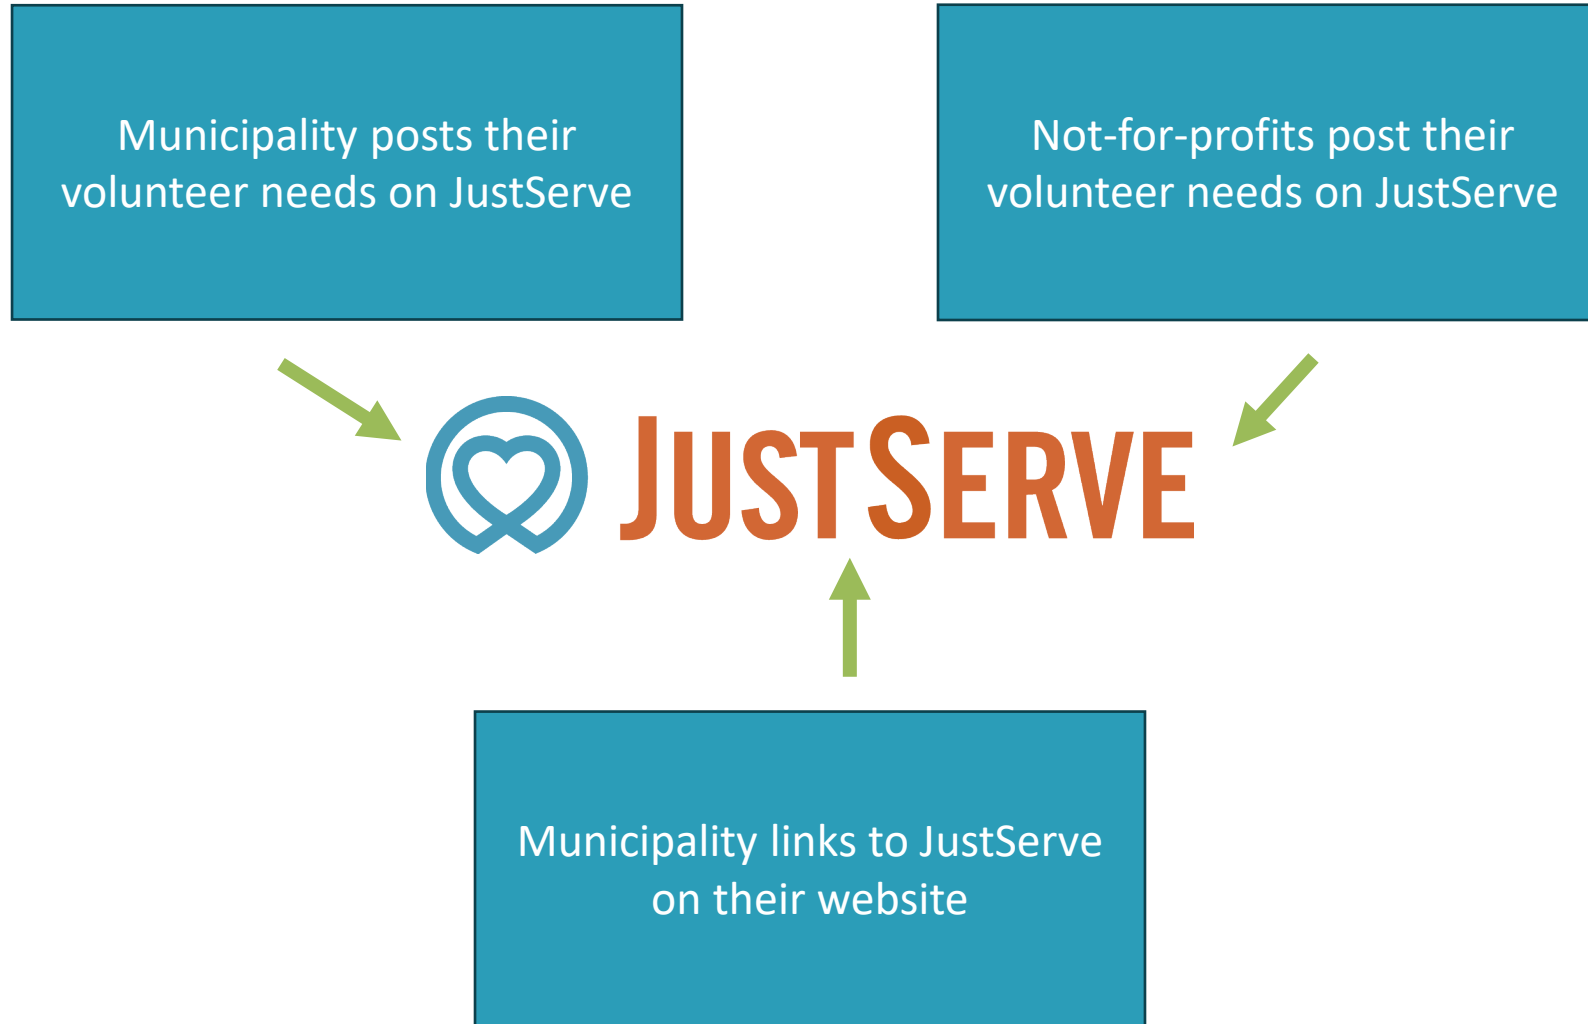 Municipality posts their
volunteer needs on JustServe
Not-for-profits post their
volunteer needs on JustServe
JUSTSERVE
Municipality links to JustServe
on their website